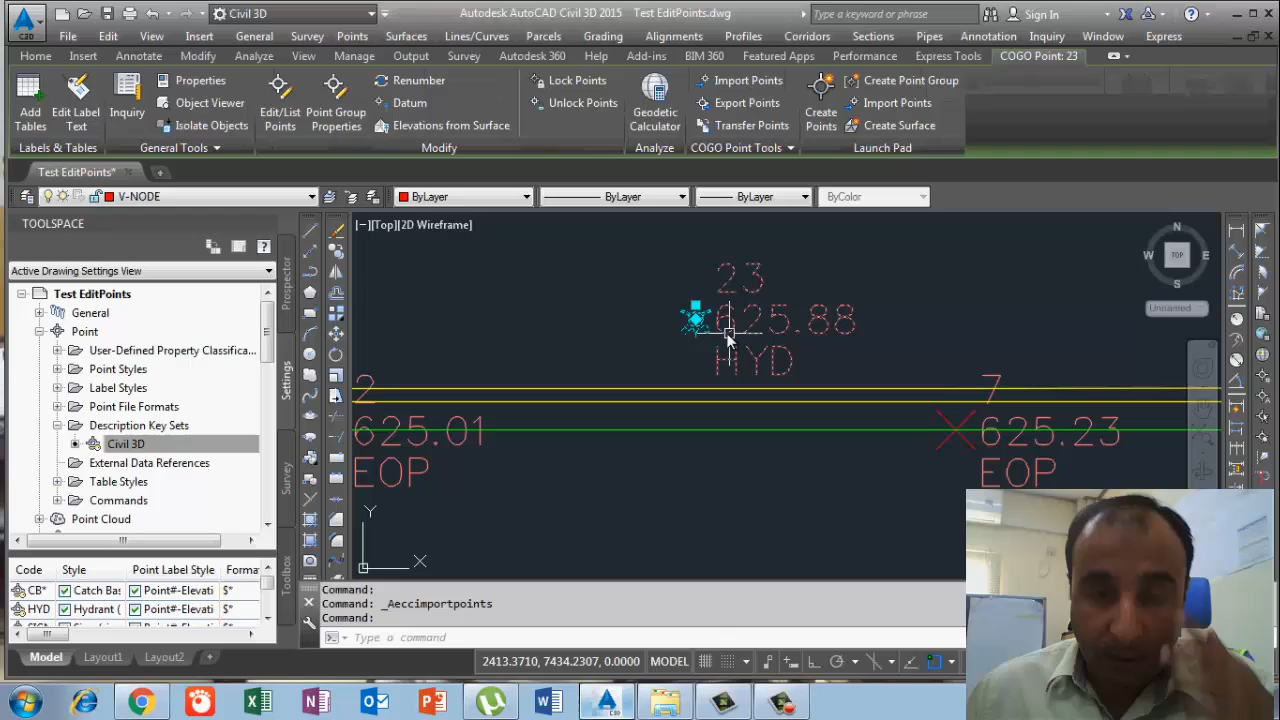 Civil 3D
Autodesk AutoCAD Civil 3D 2015 Test EditPoints.dwg
Type a keyword or phrase
Sign In
C3D
File Edit View Insert General Survey Points Surfaces Lines/Curves Parcels Grading Alignments Profiles Corridors Sections Pipes Annotation Inquiry Window Express
Home Insert Annotate Modify Analyze View Manage Output Survey Autodesk 360 Help Add-ins BIM 360 Featured Apps Performance Express Tools COGO Point: 23
Add Tables
Edit Label Text
Labels & Tables
Inquiry
Properties
Object Viewer
Isolate Objects
General Tools
Edit/List Points
Point Group Properties
Renumber
Datum
Elevations from Surface
Lock Points
Unlock Points
Modify
Geodetic Calculator
Analyze
Import Points
Export Points
Transfer Points
COGO Point Tools
Create Points
Create Point Group
Import Points
Create Surface
Launch Pad
Test EditPoints*
V-NODE
ByLayer
ByLayer
ByLayer
ByColor
TOOLSPACE
Active Drawing Settings View
Test EditPoints
General
Point
User-Defined Property Classifica...
Point Styles
Label Styles
Point File Formats
Description Key Sets
Civil 3D
External Data References
Table Styles
Commands
Point Cloud
Prospector
Settings
Survey
Toolbox
Code Style Point Label Style Forma
CB* Catch Bas Point#-Elevati $*
HYD Hydrant ( Point#-Elevati $*
[−][Top][2D Wireframe]
N
W TOP E
S
Unnamed
23
625.88
HYD
2
625.01
EOP
7
625.23
EOP
Y
X
Command:
Command: _Aeccimportpoints
Command:
Type a command
Model Layout1 Layout2
2413.3710, 7434.2307, 0.0000 MODEL